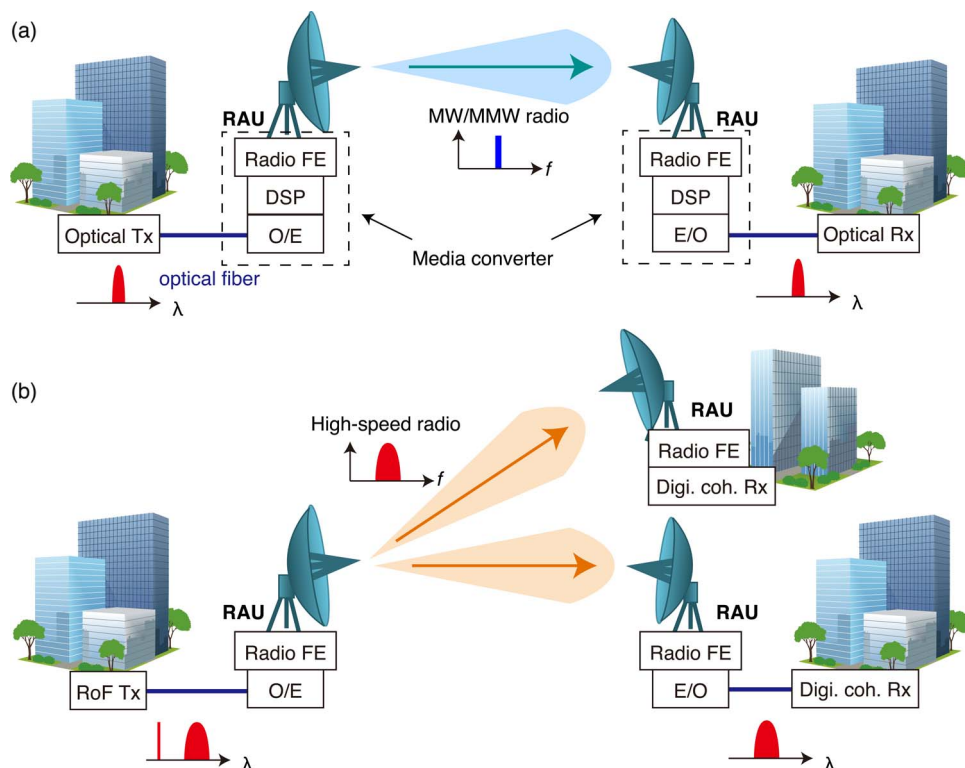 (a)
RAU
MW/MMW radio
f
RAU
Radio FE
DSP
O/E
Radio FE
DSP
E/O
Optical Tx
Optical Rx
Media converter
optical fiber
λ
λ
(b)
High-speed radio
f
RAU
Radio FE
Digi. coh. Rx
RAU
Radio FE
O/E
RoF Tx
RAU
Radio FE
E/O
Digi. coh. Rx
λ
λ